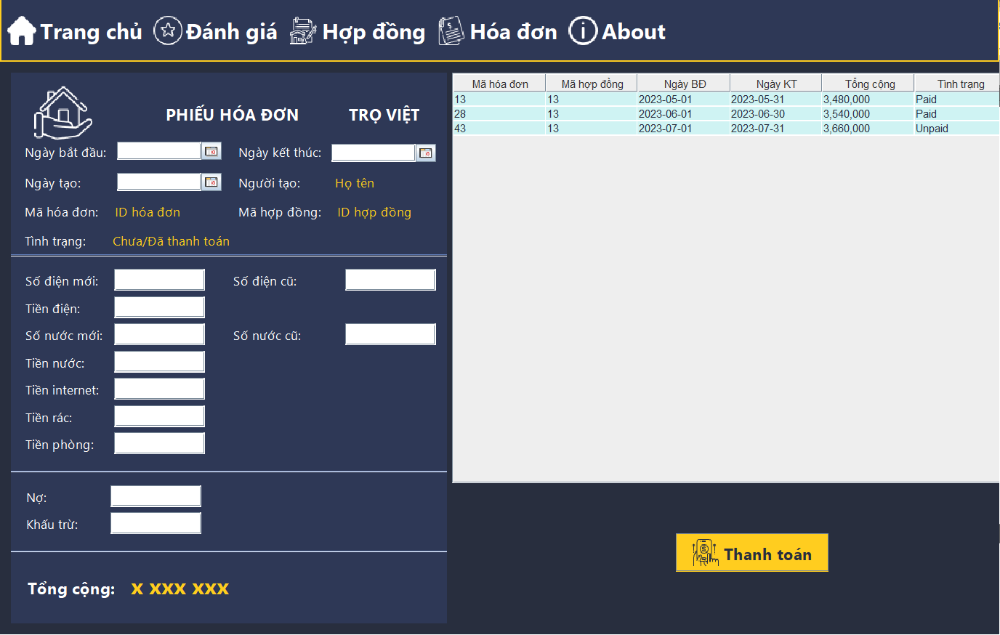 Trang chủ Đánh giá Hợp đồng Hóa đơn About
PHIẾU HÓA ĐƠN TRỌ VIỆT
Ngày bắt đầu: Ngày kết thúc:
Ngày tạo: Người tạo: Họ tên
Mã hóa đơn: ID hóa đơn Mã hợp đồng: ID hợp đồng
Tình trạng: Chưa/Đã thanh toán
Số điện mới: Số điện cũ:
Tiền điện:
Số nước mới: Số nước cũ:
Tiền nước:
Tiền internet:
Tiền rác:
Tiền phòng:
Nợ:
Khấu trừ:
Tổng cộng: X XXX XXX
Mã hóa đơn Mã hợp đồng Ngày BĐ Ngày KT Tổng cộng Tình trạng
13 13 2023-05-01 2023-05-31 3,480,000 Paid
28 13 2023-06-01 2023-06-30 3,540,000 Paid
43 13 2023-07-01 2023-07-31 3,660,000 Unpaid
Thanh toán